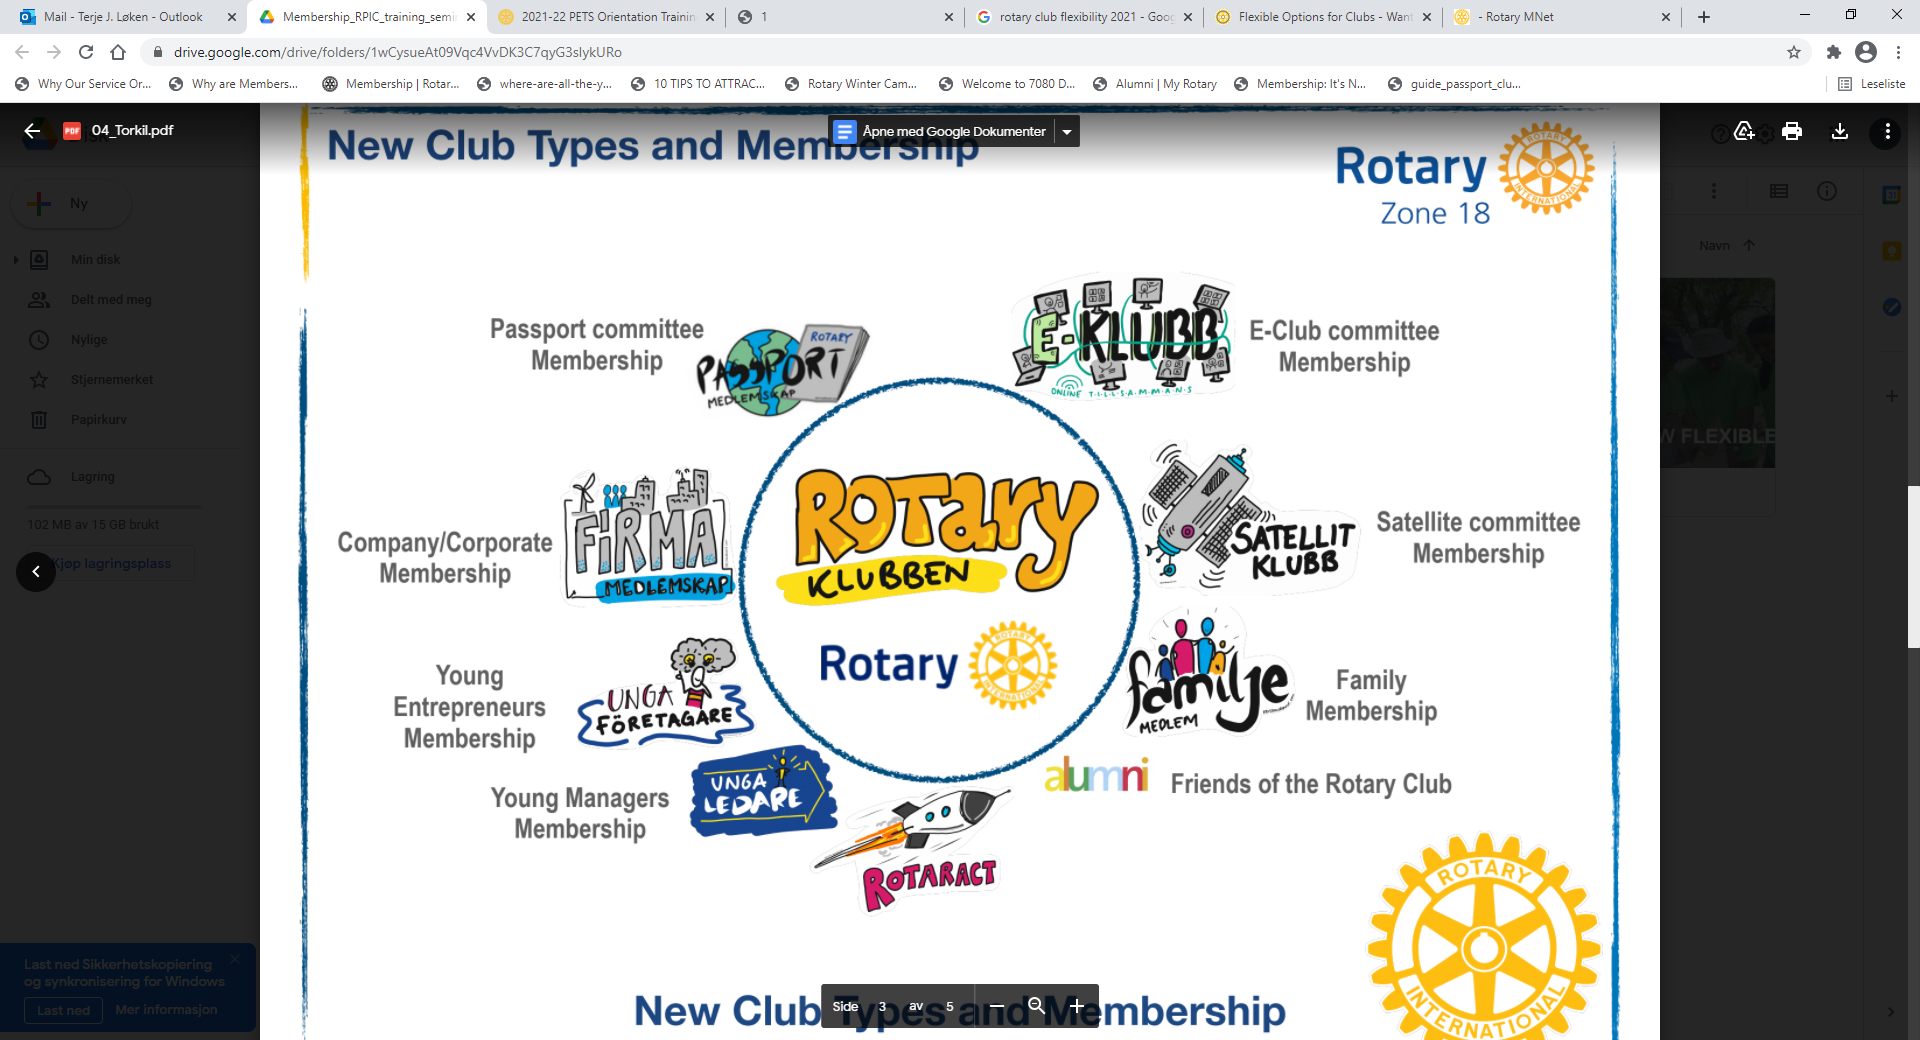 Mail - Terje J. Løken - Outlook
Membership_RPIC_training_semi
2021-22 PETS Orientation Trainin
1
rotary club flexibility 2021 - Goog
Flexible Options for Clubs - Want
- Rotary MNet
drive.google.com/drive/folders/1wCysueAt09Vqc4VvDK3C7qyG3slykURo
Why Our Service Or...
Why are Members...
Membership | Rotar...
where-are-all-the-y...
10 TIPS TO ATTRAC...
Rotary Winter Cam...
Welcome to 7080 D...
Alumni | My Rotary
Membership: It's N...
guide_passport_clu...
Leseliste
PDF
04_Torkil.pdf
Åpne med Google Dokumenter
New Club Types and Membership
Rotary
ROTARY
INTERNATIONAL
Zone 18
Ny
Min disk
Delt med meg
Nylige
Stjernemerket
Papirkurv
Lagring
102 MB av 15 GB brukt
Kjøp lagringsplass
Navn
W FLEXIBLE
Passport committee
Membership
ROTARY
PASSPORT
MEDLEMSKAP
E-KLUBB
ONLINE T·I·L·L·S·A·M·M·A·N·S
E-Club committee
Membership
Company/Corporate
Membership
FIRMA
MEDLEMSKAP
ROTARY
KLUBBEN
Rotary
ROTARY
INTERNATIONAL
SATELLIT
KLUBB
Satellite committee
Membership
Young
Entrepreneurs
Membership
UNGA
FÖRETAGARE
familje
MEDLEM
Family
Membership
Young Managers
Membership
UNGA
LEDARE
ROTARACT
alumni
Friends of the Rotary Club
ROTARY
INTERNATIONAL
Last ned Sikkerhetskopiering
og synkronisering for Windows
Last ned
Mer informasjon
Side 3 av 5
New Club Types and Membership